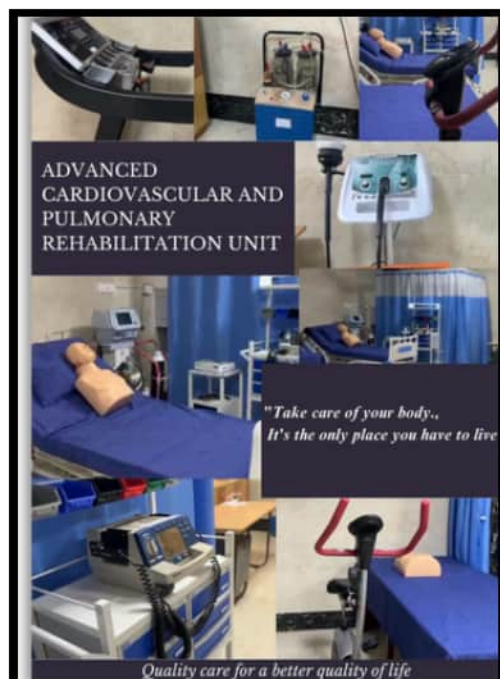 ADVANCED
CARDIOVASCULAR AND
PULMONARY
REHABILITATION UNIT
"Take care of your body.,
It's the only place you have to live
Quality care for a better quality of life